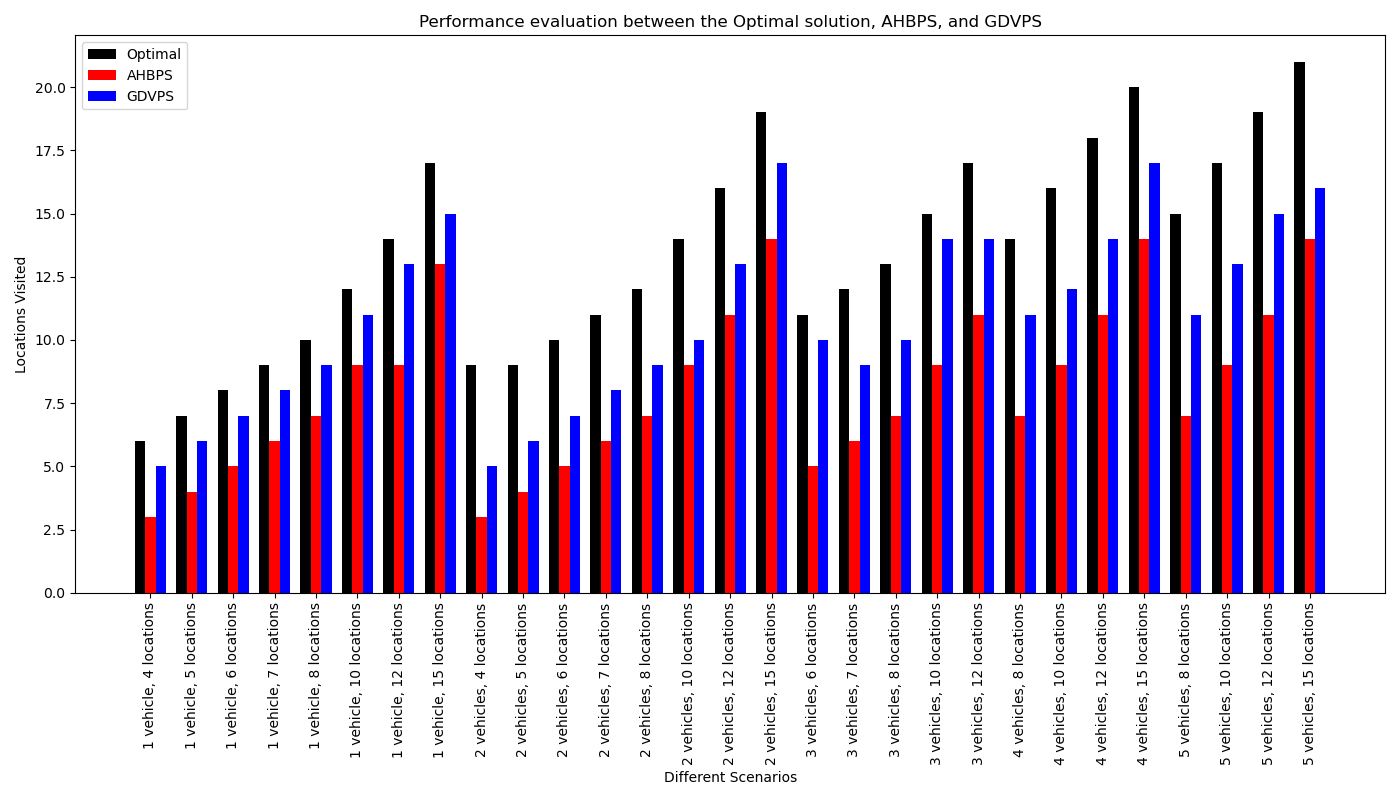 Performance evaluation between the Optimal solution, AHBPS, and GDVPS
Optimal
AHBPS
GDVPS
Locations Visited
20.0
17.5
15.0
12.5
10.0
7.5
5.0
2.5
0.0
1 vehicle, 4 locations
1 vehicle, 5 locations
1 vehicle, 6 locations
1 vehicle, 7 locations
1 vehicle, 8 locations
1 vehicle, 10 locations
1 vehicle, 12 locations
1 vehicle, 15 locations
2 vehicles, 4 locations
2 vehicles, 5 locations
2 vehicles, 6 locations
2 vehicles, 7 locations
2 vehicles, 8 locations
2 vehicles, 10 locations
2 vehicles, 12 locations
2 vehicles, 15 locations
3 vehicles, 6 locations
3 vehicles, 7 locations
3 vehicles, 8 locations
3 vehicles, 10 locations
3 vehicles, 12 locations
4 vehicles, 8 locations
4 vehicles, 10 locations
4 vehicles, 12 locations
4 vehicles, 15 locations
5 vehicles, 8 locations
5 vehicles, 10 locations
5 vehicles, 12 locations
5 vehicles, 15 locations
Different Scenarios